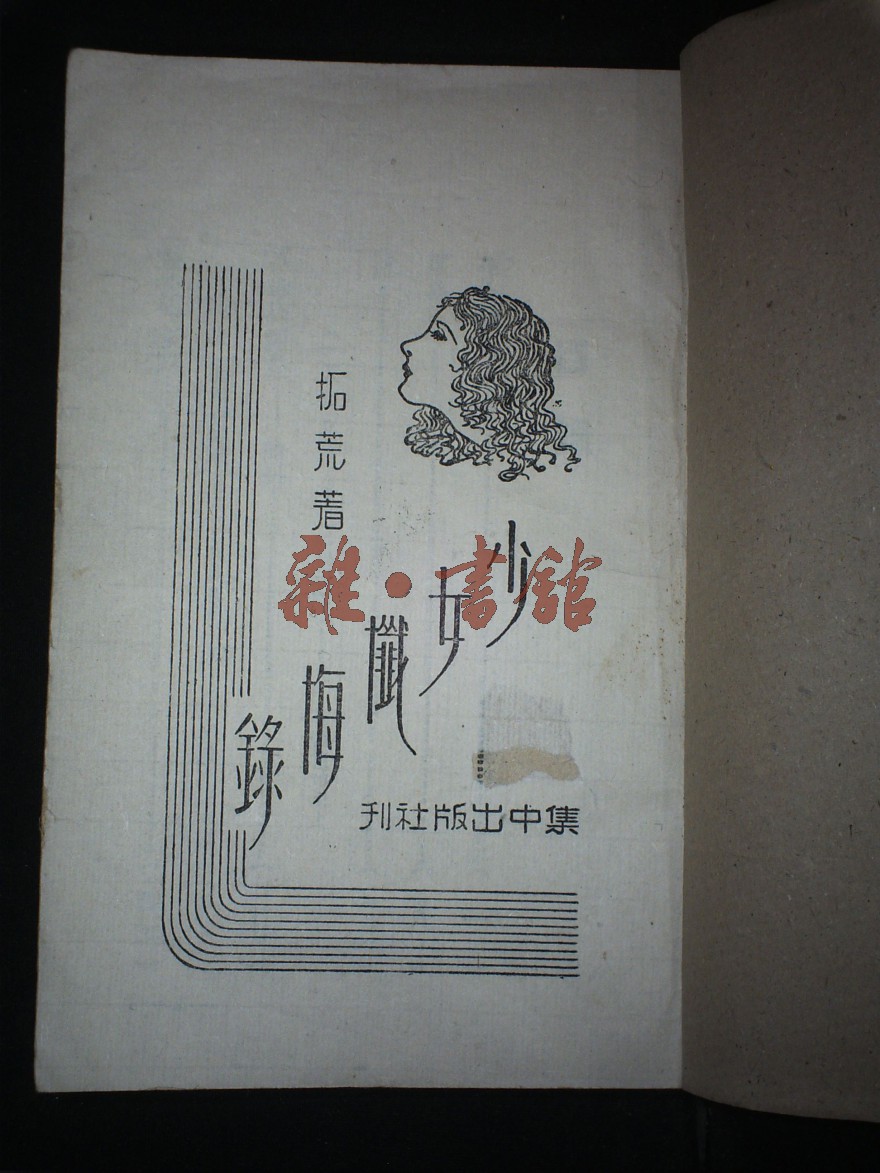 少女懺悔錄
拓荒著
集中出版社刊
雜·書館